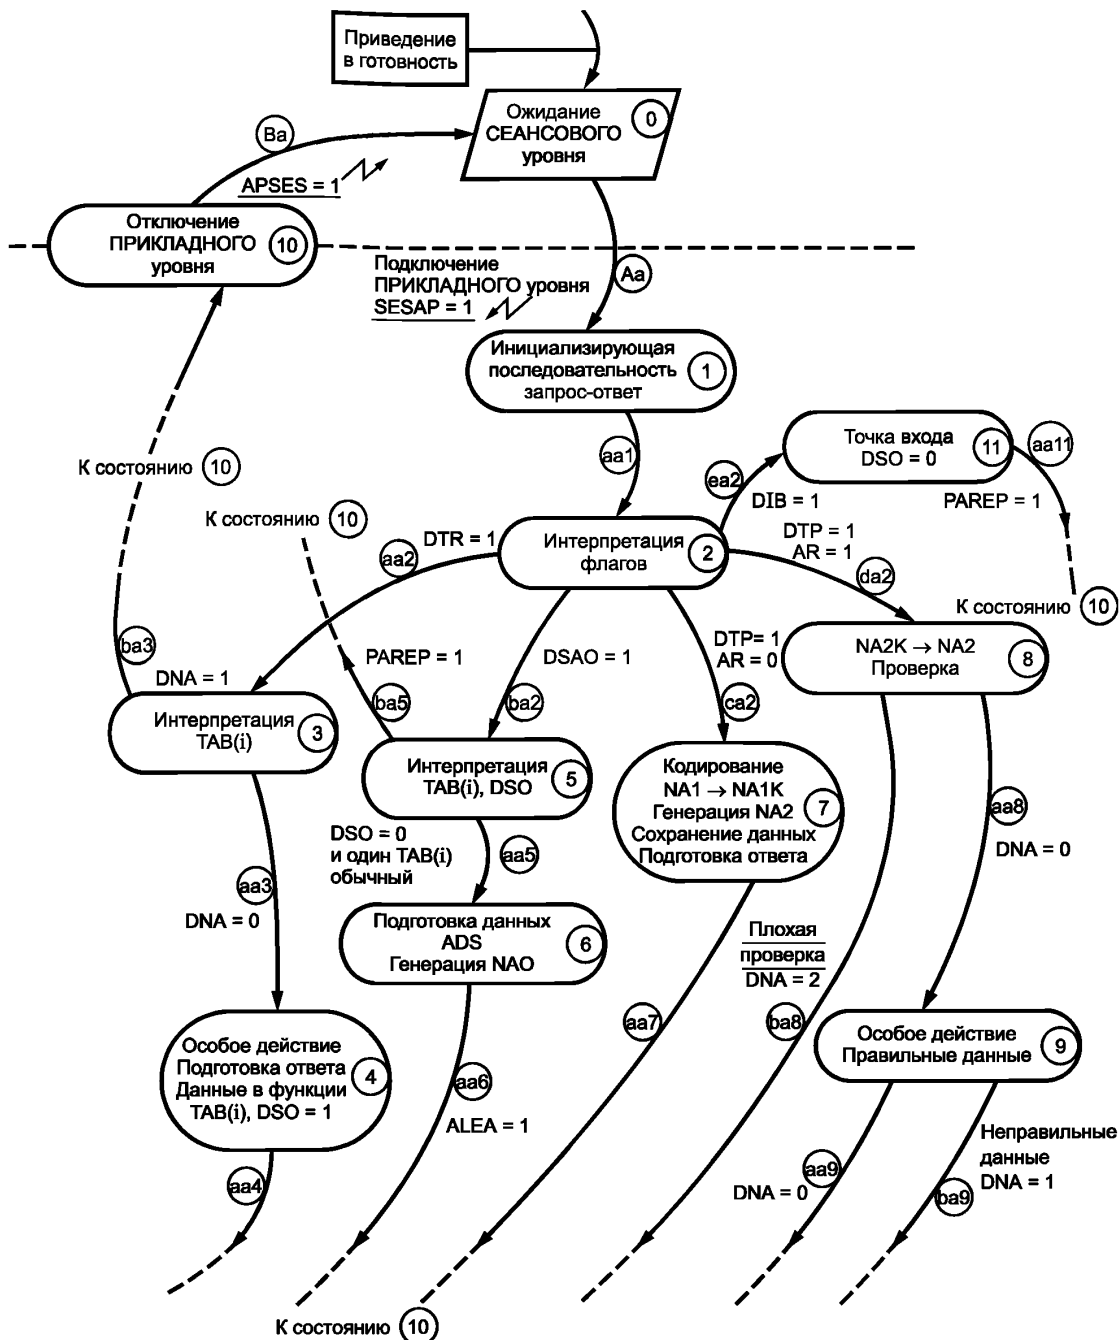 Приведение
в готовность
Ожидание
СЕАНСОВОГО
уровня
0
Ba
APSES = 1
Отключение
ПРИКЛАДНОГО
уровня
10
Подключение
ПРИКЛАДНОГО уровня
SESAP = 1
Aa
Инициализирующая
последовательность
запрос-ответ
1
aa1
Точка входа
DSO = 0
11
aa11
ea2
DIB = 1
PAREP = 1
К состоянию 10
К состоянию 10
DTR = 1
aa2
Интерпретация
флагов
2
DTP = 1
AR = 1
da2
К состоянию 10
ba3
DNA = 1
PAREP = 1
ba5
DSAO = 1
ba2
DTP= 1
AR = 0
ca2
NA2K → NA2
Проверка
8
Интерпретация
TAB(i)
3
Интерпретация
TAB(i), DSO
5
Кодирование
NA1 → NA1K
Генерация NA2
Сохранение данных
Подготовка ответа
7
aa8
DNA = 0
DSO = 0
и один TAB(i)
обычный
aa5
aa3
DNA = 0
Подготовка данных
ADS
Генерация NAO
6
Плохая
проверка
DNA = 2
aa7
ba8
Особое действие
Правильные данные
9
Особое действие
Подготовка ответа
Данные в функции
TAB(i), DSO = 1
4
aa6
ALEA = 1
aa4
aa9
DNA = 0
Неправильные
данные
DNA = 1
ba9
К состоянию 10